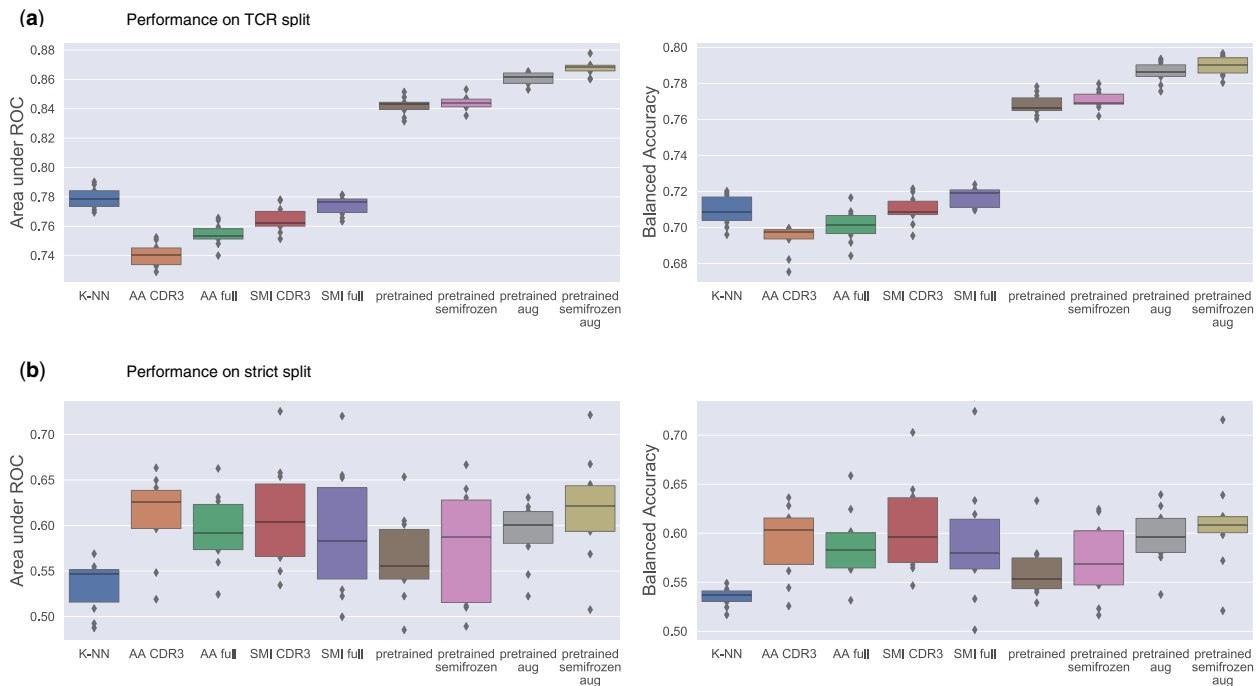 (a) Performance on TCR split
Area under ROC
0.88
0.86
0.84
0.82
0.80
0.78
0.76
0.74
K-NN AA CDR3 AA full SMI CDR3 SMI full pretrained pretrained pretrained pretrained
semifrozen aug semifrozen
aug
Balanced Accuracy
0.80
0.78
0.76
0.74
0.72
0.70
0.68
K-NN AA CDR3 AA full SMI CDR3 SMI full pretrained pretrained pretrained pretrained
semifrozen aug semifrozen
aug
(b) Performance on strict split
Area under ROC
0.70
0.65
0.60
0.55
0.50
K-NN AA CDR3 AA full SMI CDR3 SMI full pretrained pretrained pretrained pretrained
semifrozen aug semifrozen
aug
Balanced Accuracy
0.70
0.65
0.60
0.55
0.50
K-NN AA CDR3 AA full SMI CDR3 SMI full pretrained pretrained pretrained pretrained
semifrozen aug semifrozen
aug